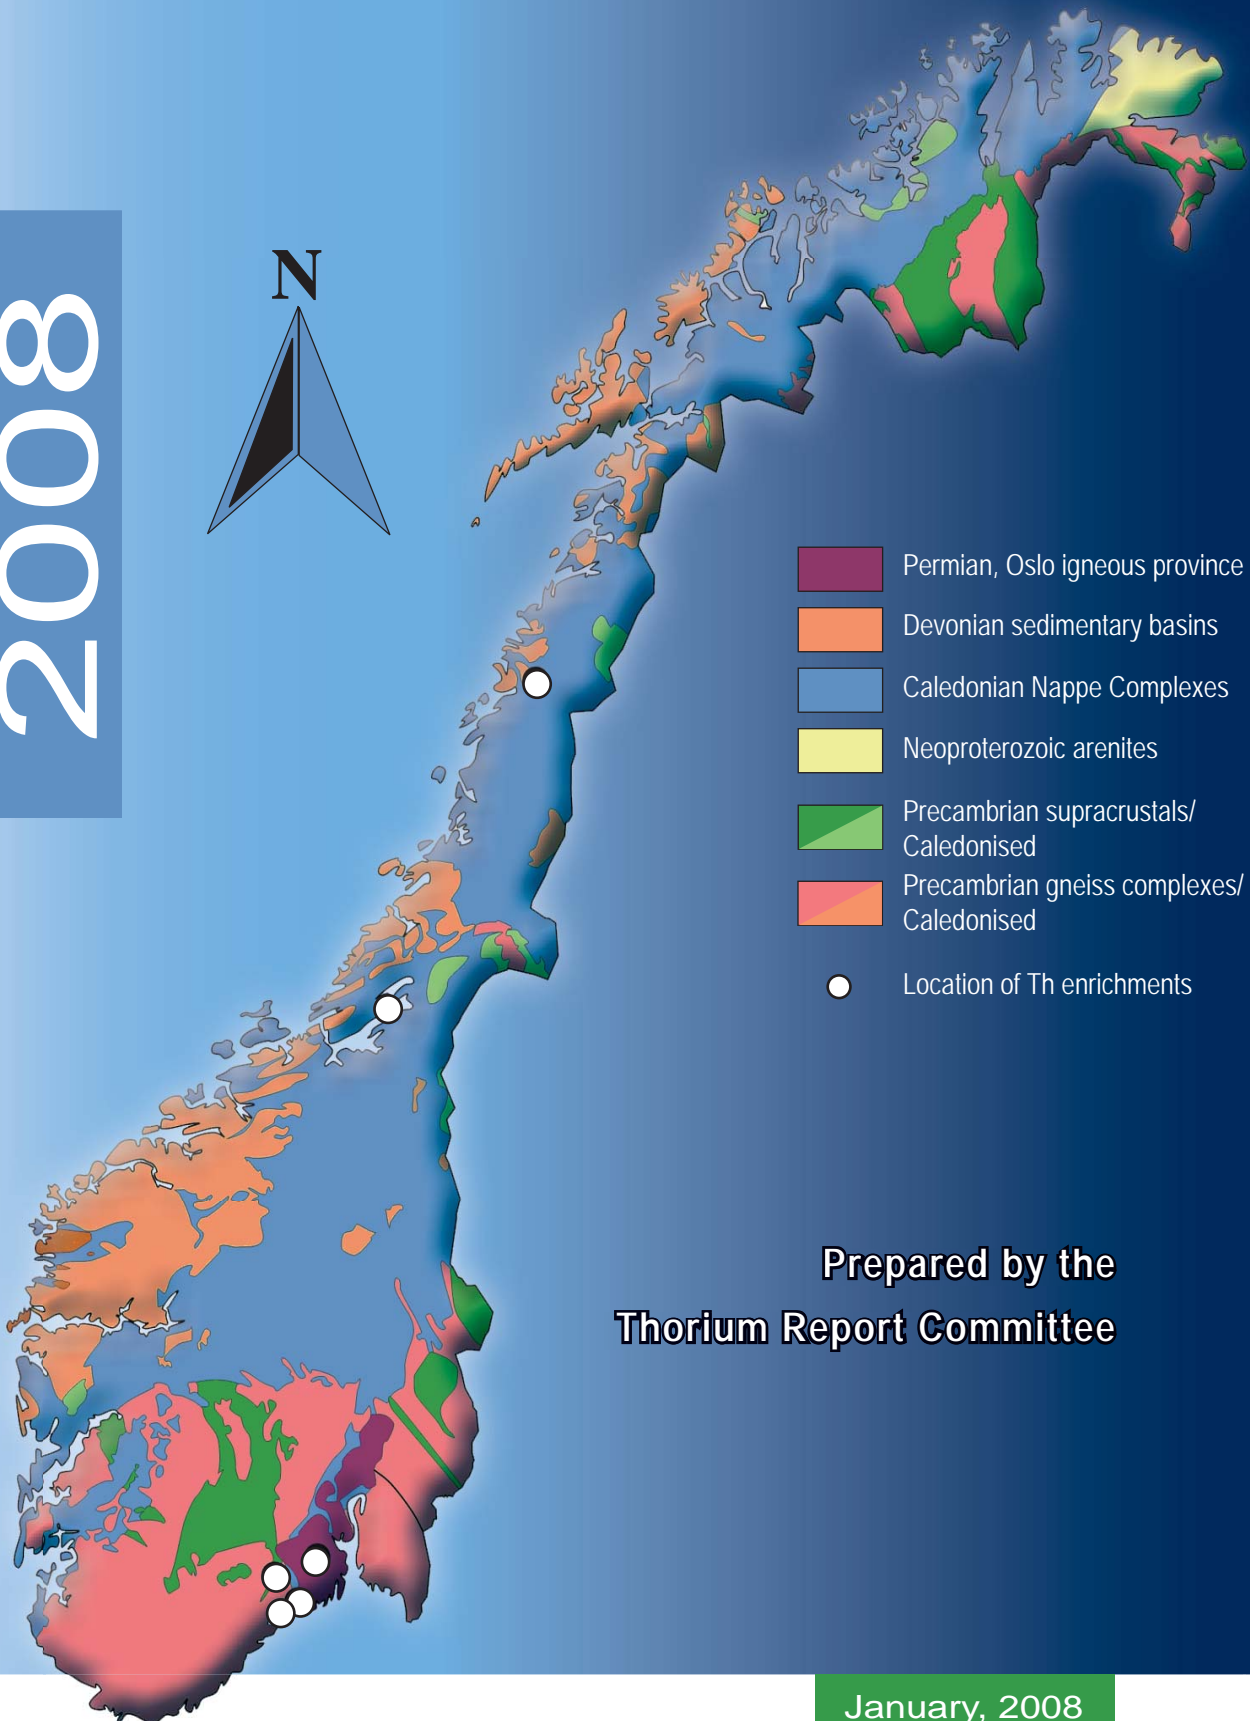 2008
N
Permian, Oslo igneous province
Devonian sedimentary basins
Caledonian Nappe Complexes
Neoproterozoic arenites
Precambrian supracrustals/
Caledonised
Precambrian gneiss complexes/
Caledonised
Location of Th enrichments
Prepared by the
Thorium Report Committee
January, 2008